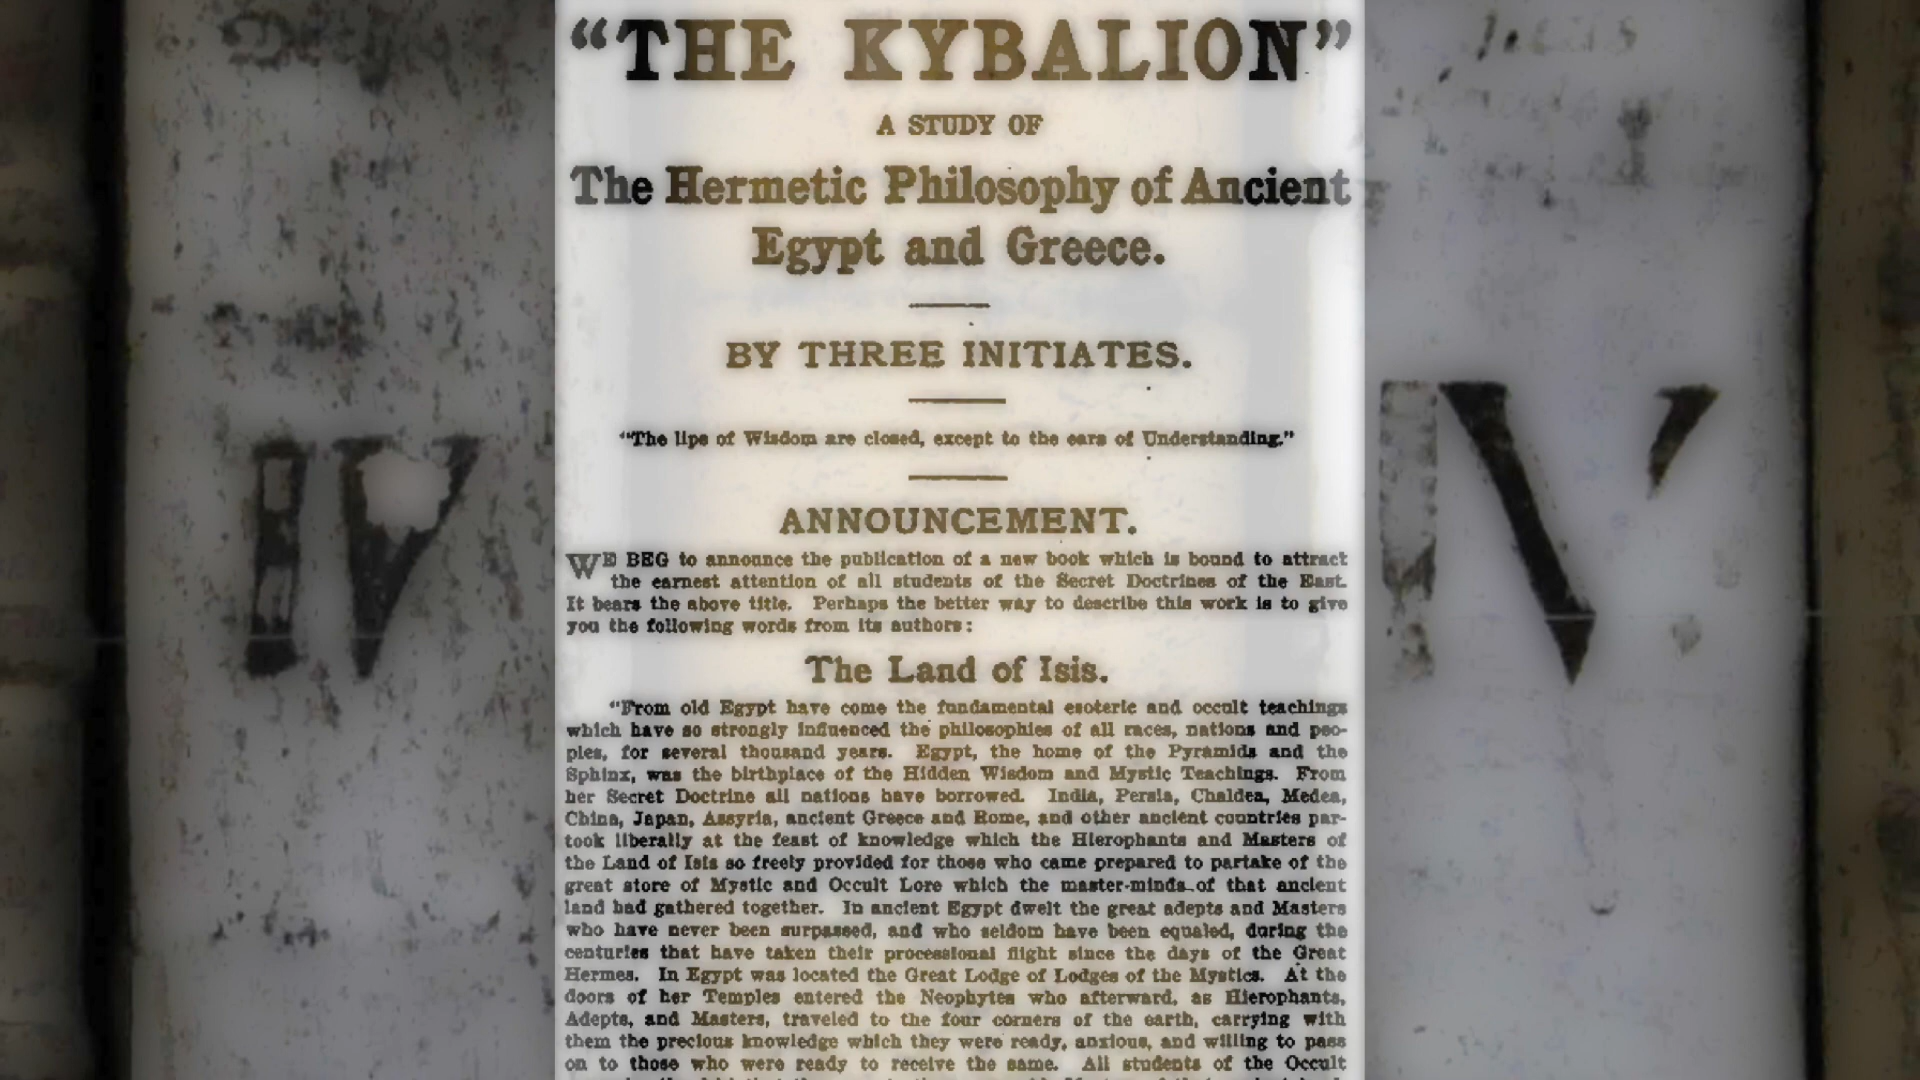 “THE KYBALION”
A STUDY OF
The Hermetic Philosophy of Ancient
Egypt and Greece.
BY THREE INITIATES.
“The lips of Wisdom are closed, except to the ears of Understanding.”
ANNOUNCEMENT.
WE BEG to announce the publication of a new book which is bound to attract
the earnest attention of all students of the Secret Doctrines of the East.
It bears the above title. Perhaps the better way to describe this work is to give
you the following words from its authors:
The Land of Isis.
“From old Egypt have come the fundamental esoteric and occult teachings
which have so strongly influenced the philosophies of all races, nations and peo-
ples, for several thousand years. Egypt, the home of the Pyramids and the
Sphinx, was the birthplace of the Hidden Wisdom and Mystic Teachings. From
her Secret Doctrine all nations have borrowed. India, Persia, Chaldea, Medea,
China, Japan, Assyria, ancient Greece and Rome, and other ancient countries par-
took liberally at the feast of knowledge which the Hierophants and Masters of
the Land of Isis so freely provided for those who came prepared to partake of the
great store of Mystic and Occult Lore which the master-minds of that ancient
land had gathered together. In ancient Egypt dwelt the great adepts and Masters
who have never been surpassed, and who seldom have been equaled, during the
centuries that have taken their processional flight since the days of the Great
Hermes. In Egypt was located the Great Lodge of Lodges of the Mystics. At the
doors of her Temples entered the Neophytes who afterward, as Hierophants,
Adepts, and Masters, traveled to the four corners of the earth, carrying with
them the precious knowledge which they were ready, anxious, and willing to pass
on to those who were ready to receive the same. All students of the Occult
IV
V